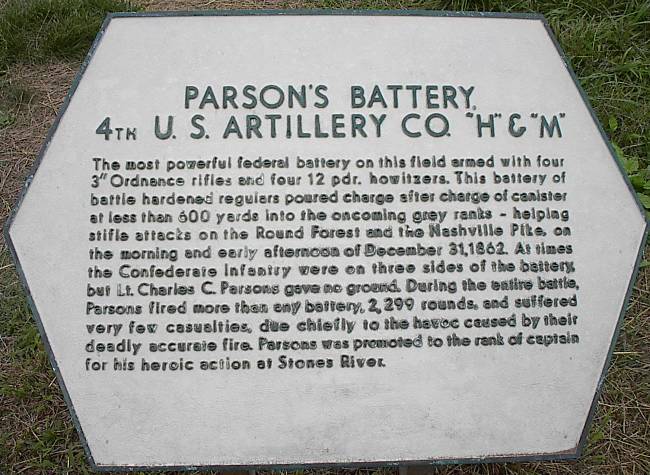 PARSON'S BATTERY,
4TH U. S. ARTILLERY CO. "H" & "M"
The most powerful federal battery on this field armed with four
3" Ordnance rifles and four 12 pdr. howitzers. This battery of
battle hardened regulars poured charge after charge of canister
at less than 600 yards into the oncoming grey ranks - helping
stifle attacks on the Round Forest and the Nashville Pike, on
the morning and early afternoon of December 31, 1862. At times
the Confederate infantry were on three sides of the battery,
but Lt. Charles C. Parsons gave no ground. During the entire battle,
Parsons fired more than any battery, 2,299 rounds, and suffered
very few casualties, due chiefly to the havoc caused by their
deadly accurate fire. Parsons was promoted to the rank of captain
for his heroic action at Stones River.